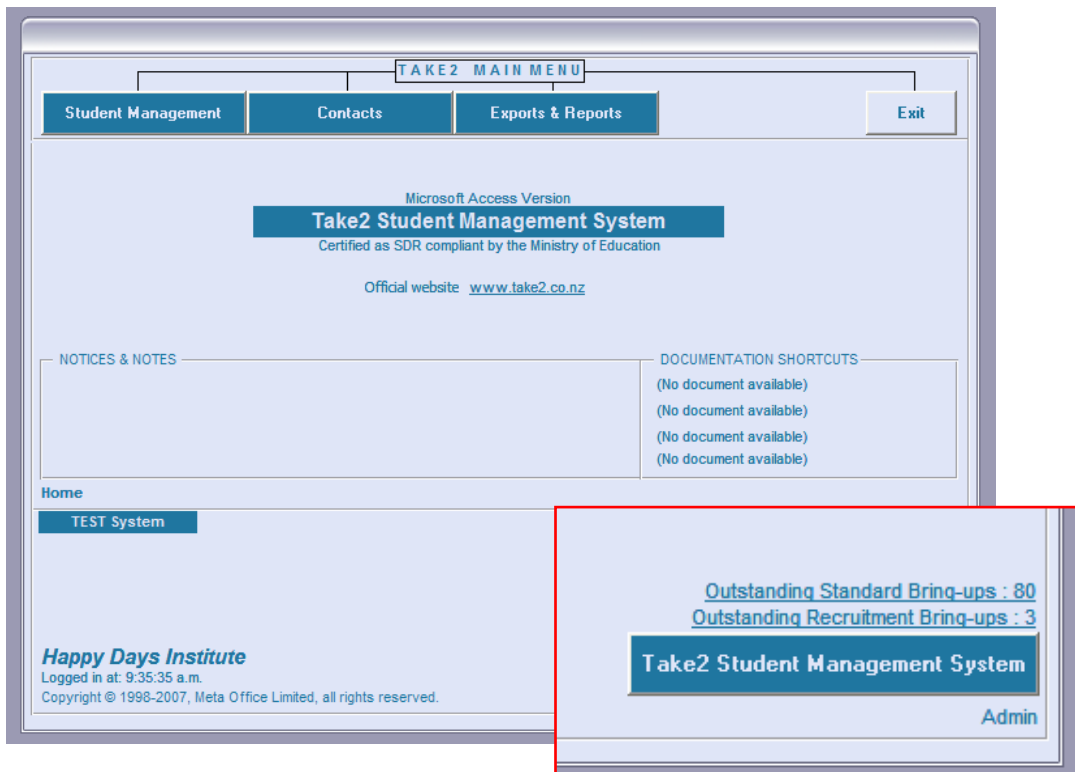 TAKE2 MAIN MENU
Student Management
Contacts
Exports & Reports
Exit
Microsoft Access Version
Take2 Student Management System
Certified as SDR compliant by the Ministry of Education
Official website www.take2.co.nz
NOTICES & NOTES
DOCUMENTATION SHORTCUTS
(No document available)
(No document available)
(No document available)
(No document available)
Home
TEST System
Happy Days Institute
Logged in at: 9:35:35 a.m.
Copyright © 1998-2007, Meta Office Limited, all rights reserved.
Outstanding Standard Bring-ups : 80
Outstanding Recruitment Bring-ups : 3
Take2 Student Management System
Admin